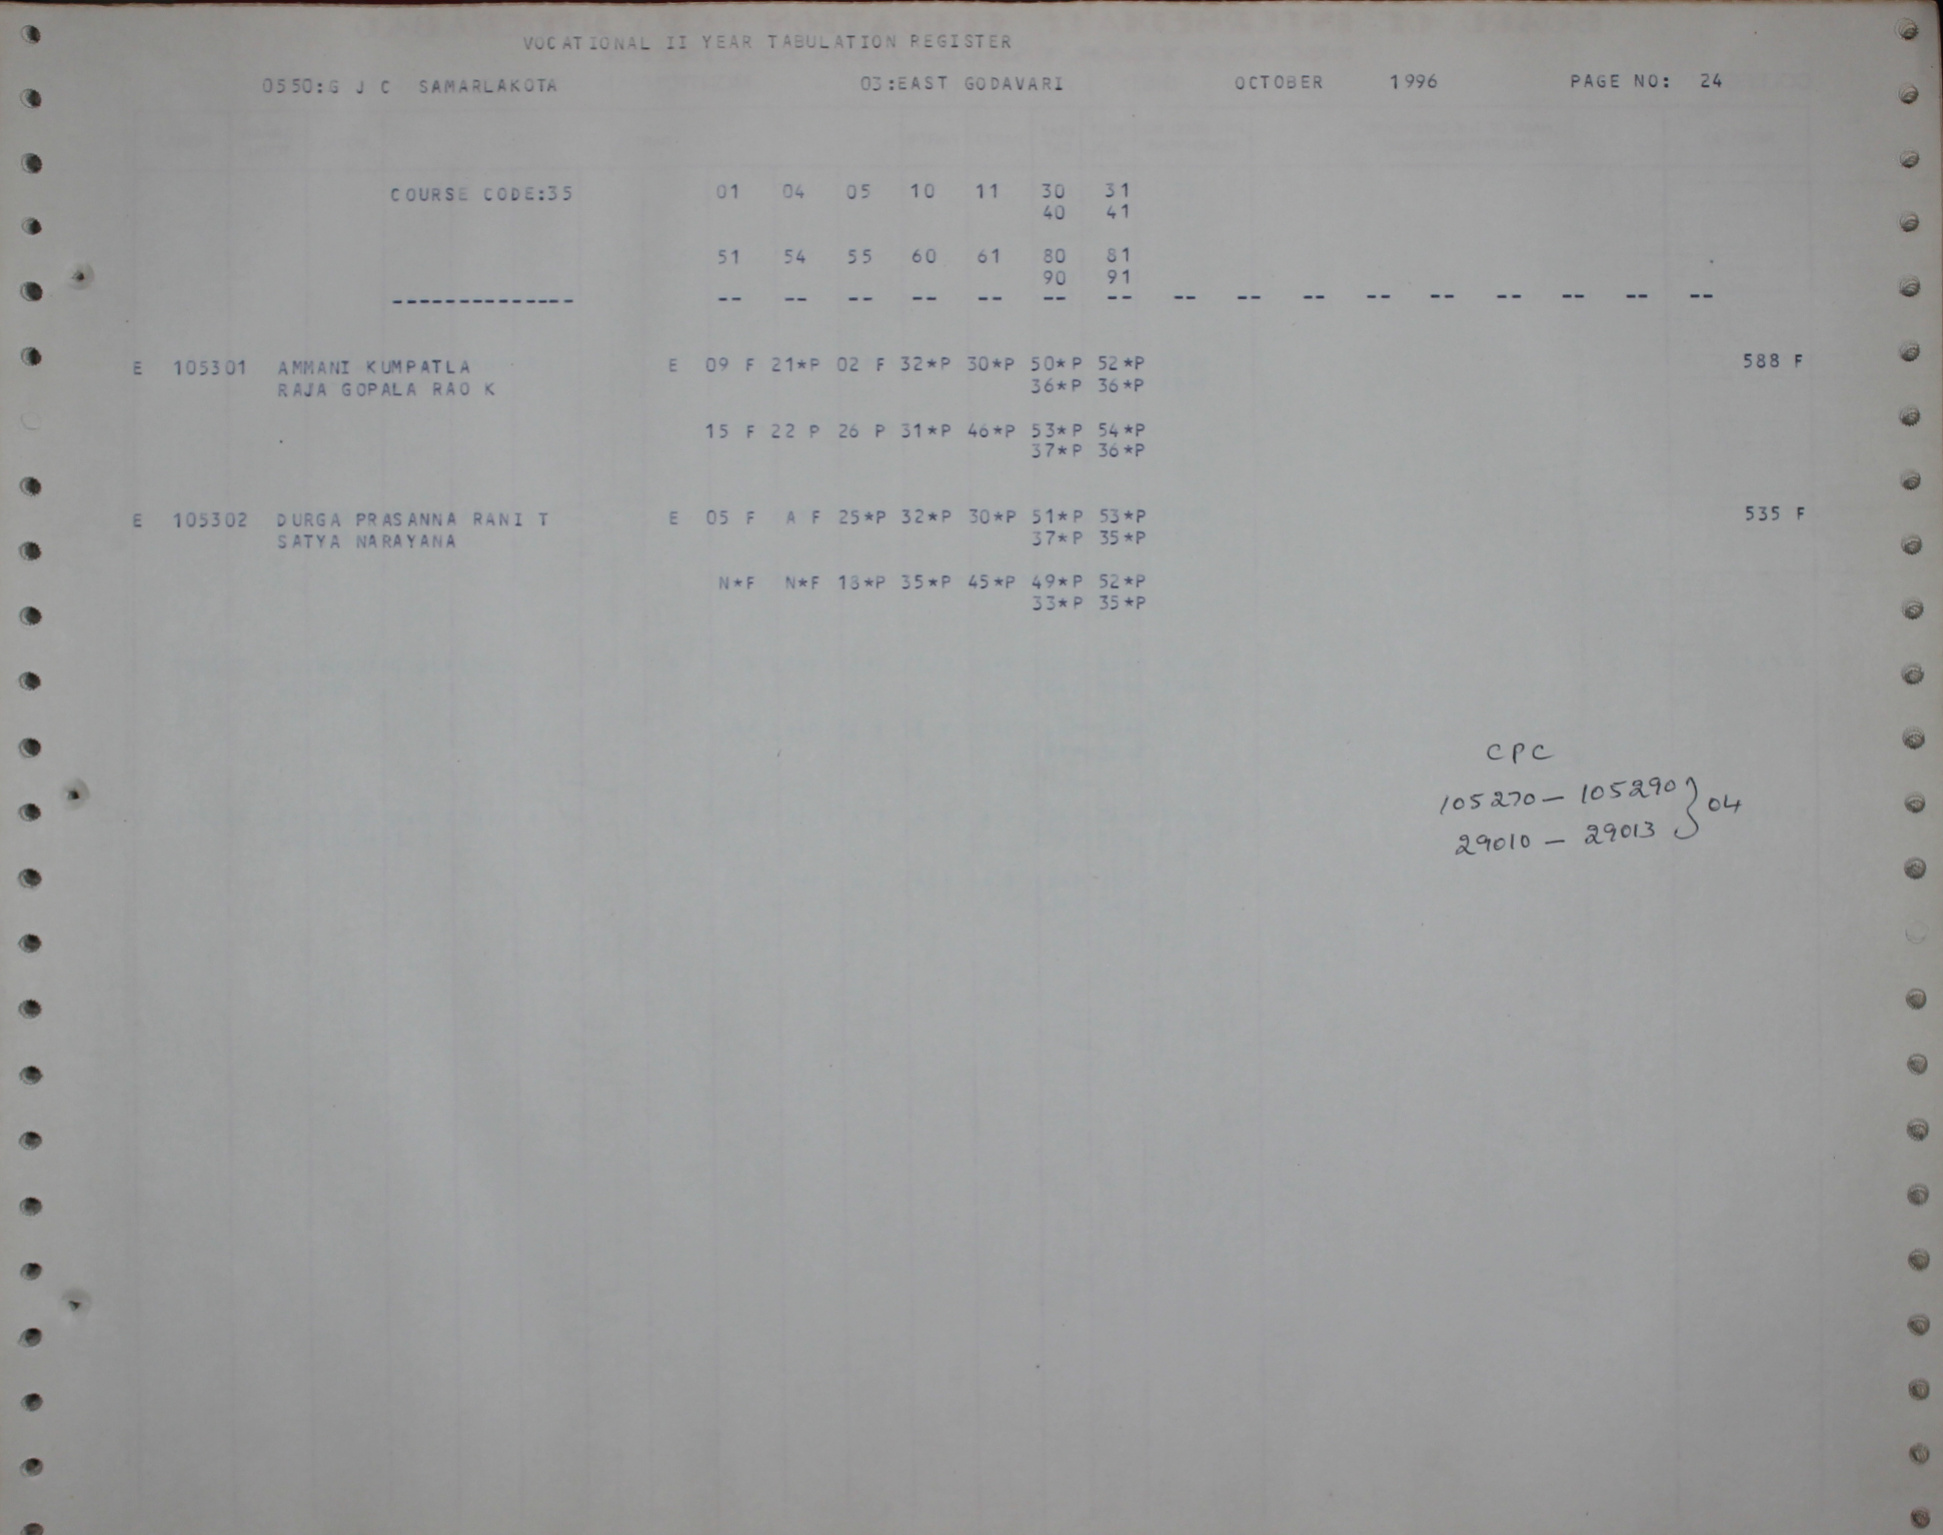 VOCATIONAL II YEAR TABULATION REGISTER
0550:G J C SAMARLAKOTA 03:EAST GODAVARI OCTOBER 1996 PAGE NO: 24
COURSE CODE:35 01 04 05 10 11 30 31
40 41
51 54 55 60 61 80 81
90 91
-------------- -- -- -- -- -- -- -- -- -- -- -- -- -- -- -- --
E 105301 AMMANI KUMPATLA E 09 F 21*P 02 F 32*P 30*P 50*P 52*P 588 F
RAJA GOPALA RAO K 36*P 36*P
15 F 22 P 26 P 31*P 46*P 53*P 54*P
37*P 36*P
E 105302 DURGA PRASANNA RANI T E 05 F A F 25*P 32*P 30*P 51*P 53*P 535 F
SATYA NARAYANA 37*P 35*P
N*F N*F 18*P 35*P 45*P 49*P 52*P
33*P 35*P
CPC
105270 – 105290 } 04
29010 – 29013